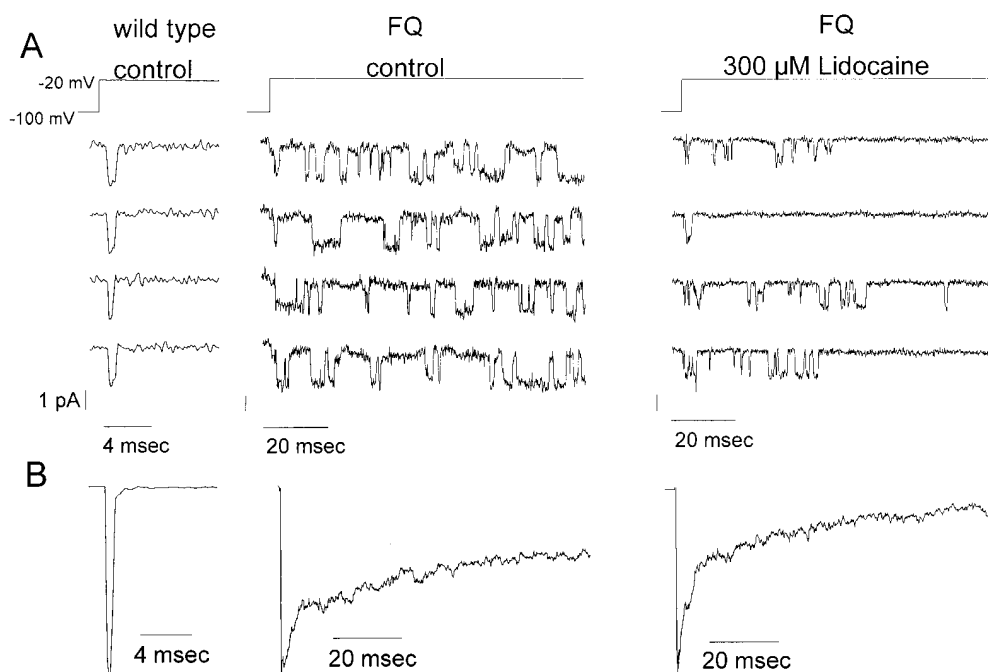 A
wild type
control
FQ
control
FQ
300 µM Lidocaine
-20 mV
-100 mV
1 pA
4 msec
20 msec
20 msec
B
4 msec
20 msec
20 msec